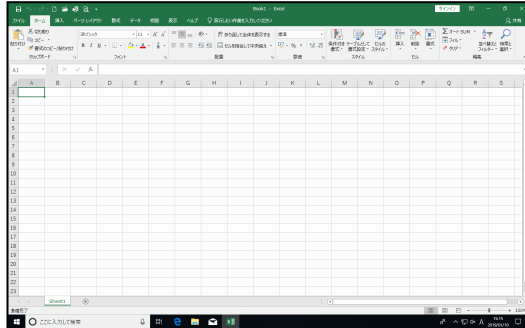 Book1 - Excel
サインイン
ファイル ホーム 挿入 ページ レイアウト 数式 データ 校閲 表示 ヘルプ 実行したい作業を入力してください 共有
切り取り
コピー
書式のコピー/貼り付け
貼り付け
游ゴシック 11
B I U
折り返して全体を表示する
セルを結合して中央揃え
標準
条件付き 書式
テーブルとして 書式設定
セルの スタイル
挿入 削除 書式
オート SUM
フィル
クリア
並べ替えと フィルター
検索と 選択
クリップボード フォント 配置 数値 スタイル セル 編集
A1 fx
A B C D E F G H I J K L M N O P Q R S
1
2
3
4
5
6
7
8
9
10
11
12
13
14
15
16
17
18
19
20
21
22
23
Sheet1
準備完了 100
ここに入力して検索
A 16:15
2019/01/10